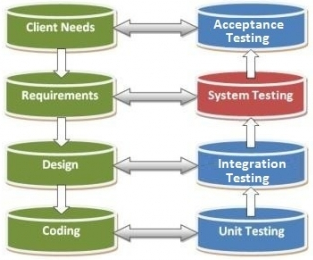 Client Needs
Acceptance
Testing
Requirements
System Testing
Design
Integration
Testing
Coding
Unit Testing